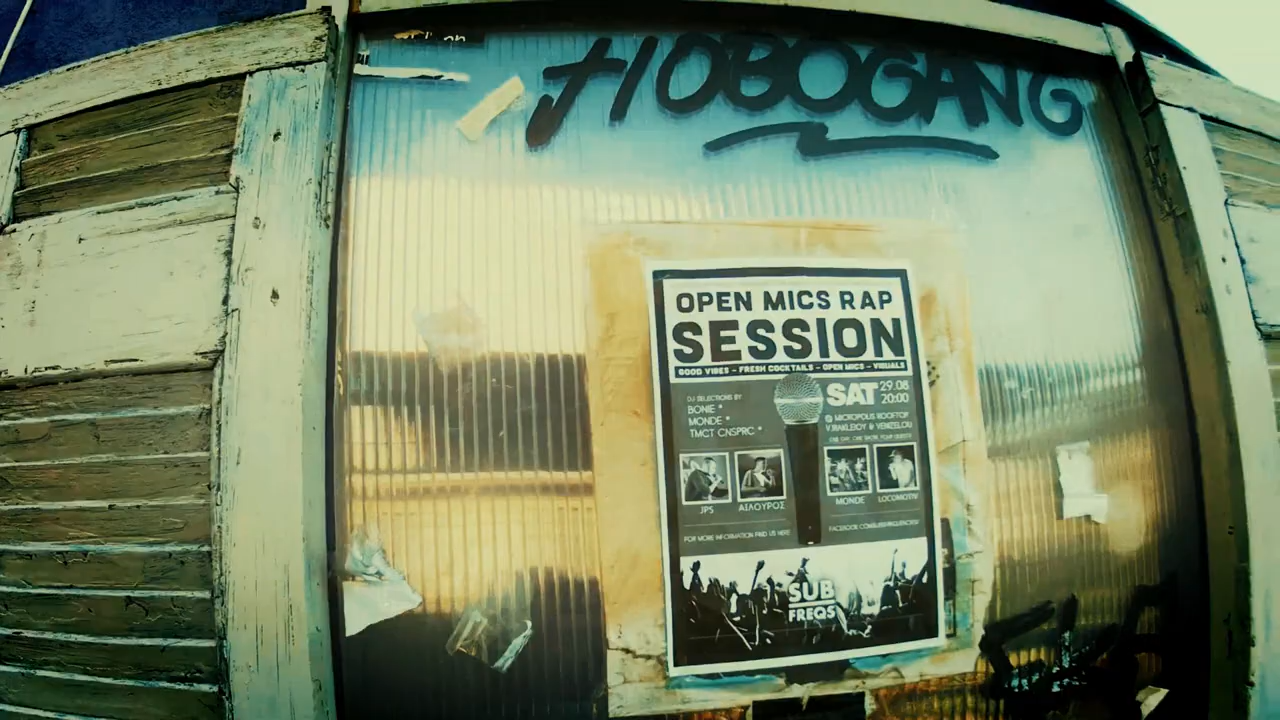 HOBOGANG
OPEN MICS RAP
SESSION
GOOD VIBES - FRESH COCKTAILS - OPEN MICS - VISUALS
DJ SELECTIONS BY
BONIE *
MONDE *
TMCT CNSPRC *
SAT 29.08
20:00
@ MICROPOLIS ROOFTOP
V.IRAKLEIOY & VENIZELOU
JPS
ΑΙΛΟΥΡΟΣ
MONDE
LOCOMOTIV
FOR MORE INFORMATION FIND US HERE
SUB
FREQS